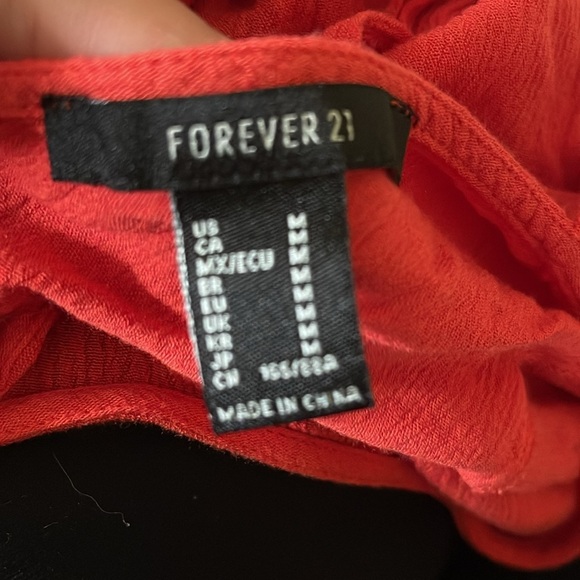 FOREVER 21
US M
CA M
MX/ECU M
BR M
EU M
UK M
KR M
JP M
CN 165/88A
MADE IN CHINA